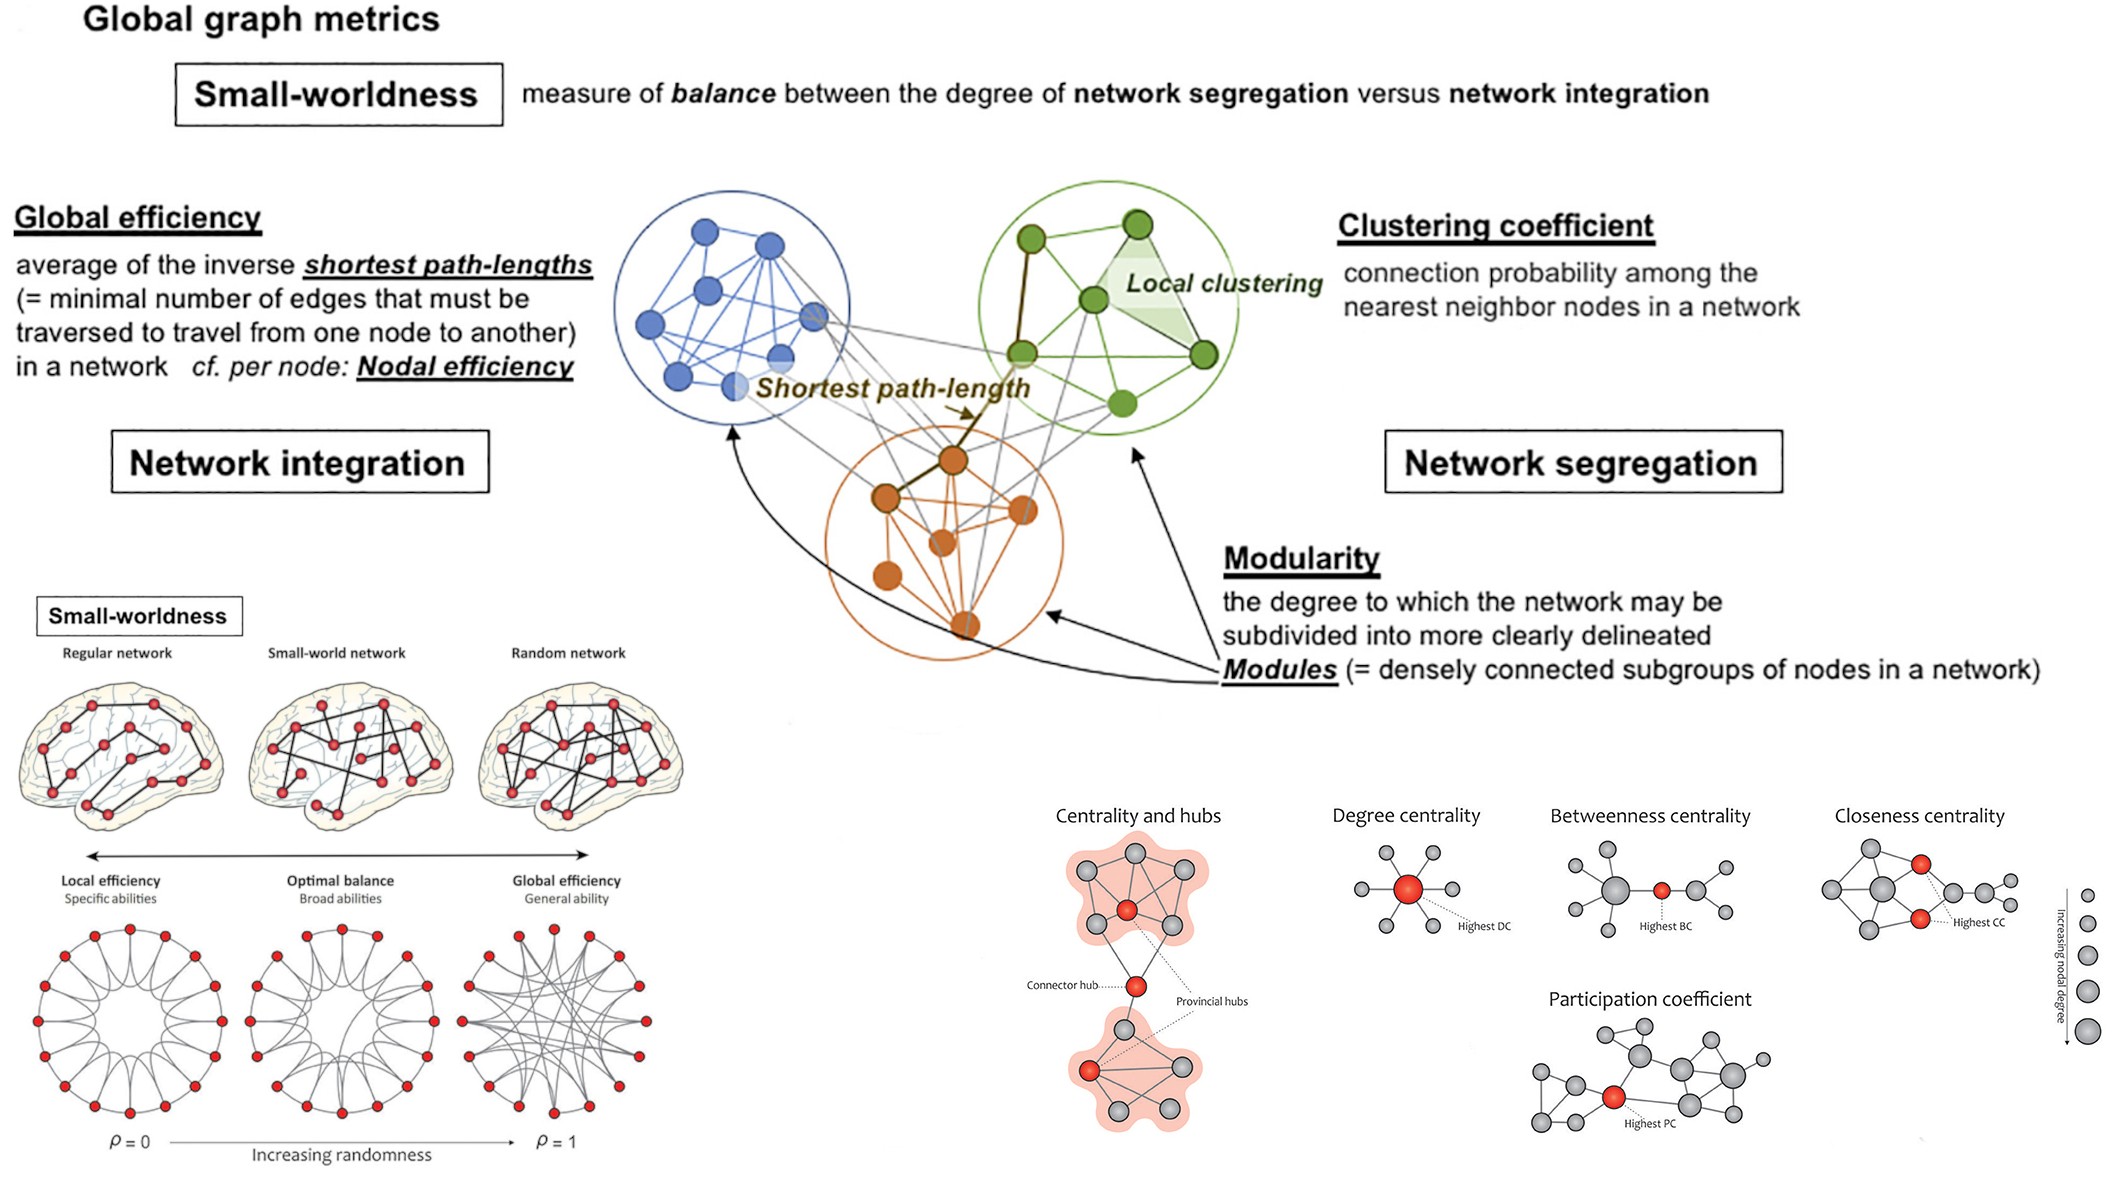 Global graph metrics
Small-worldness
measure of balance between the degree of network segregation versus network integration
Global efficiency
average of the inverse shortest path-lengths
(= minimal number of edges that must be
traversed to travel from one node to another)
in a network cf. per node: Nodal efficiency
Network integration
Local clustering
Shortest path-length
Clustering coefficient
connection probability among the
nearest neighbor nodes in a network
Network segregation
Modularity
the degree to which the network may be
subdivided into more clearly delineated
Modules (= densely connected subgroups of nodes in a network)
Small-worldness
Regular network
Small-world network
Random network
Local efficiency
Specific abilities
Optimal balance
Broad abilities
Global efficiency
General ability
ρ = 0
ρ = 1
Increasing randomness
Centrality and hubs
Connector hub
Provincial hubs
Degree centrality
Highest DC
Betweenness centrality
Highest BC
Closeness centrality
Highest CC
Participation coefficient
Highest PC
Increasing nodal degree